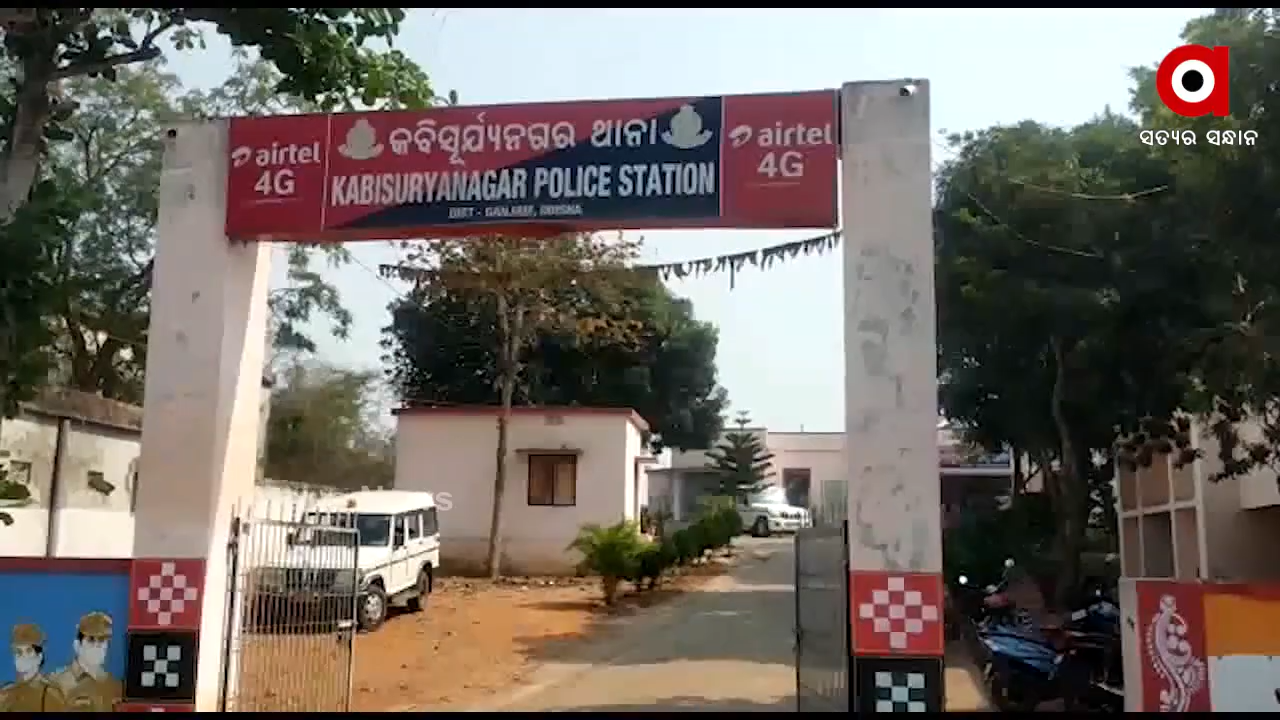 ସତ୍ୟର ସନ୍ଧାନ
airtel
4G
କବିସୂର୍ଯ୍ୟନଗର ଥାନା
KABISURYANAGAR POLICE STATION
DIST - GANJAM, ODISHA
airtel
4G